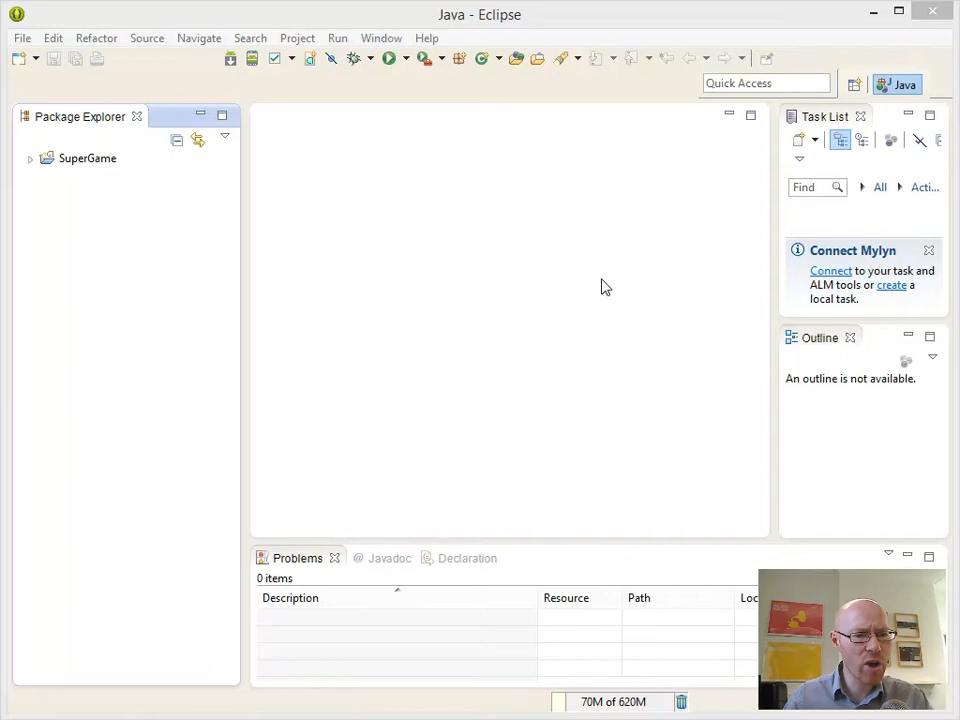 Java - Eclipse
File Edit Refactor Source Navigate Search Project Run Window Help
Quick Access
Java
Package Explorer
SuperGame
Task List
Find
All
Acti...
Connect Mylyn
Connect to your task and
ALM tools or create a
local task.
Outline
An outline is not available.
Problems @ Javadoc Declaration
0 items
Description Resource Path Loc
70M of 620M